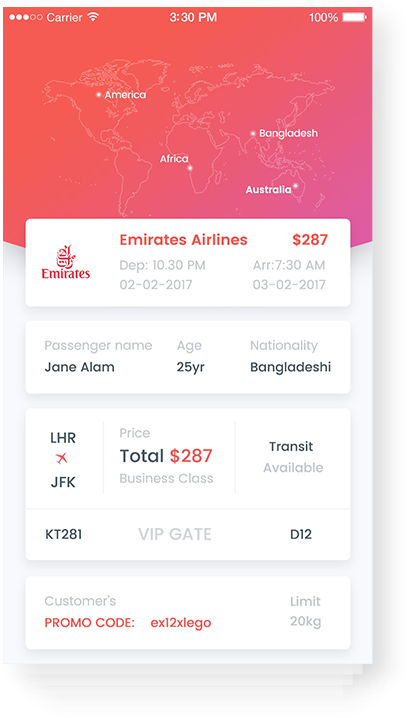 Carrier 3:30 PM 100%
America
Bangladesh
Africa
Australia
Emirates Airlines $287
Dep: 10.30 PM Arr:7:30 AM
02-02-2017 03-02-2017
Emirates
Passenger name Age Nationality
Jane Alam 25yr Bangladeshi
LHR
JFK
Price
Total $287
Business Class
Transit
Available
KT281 VIP GATE D12
Customer's Limit
PROMO CODE: ex12xlego 20kg